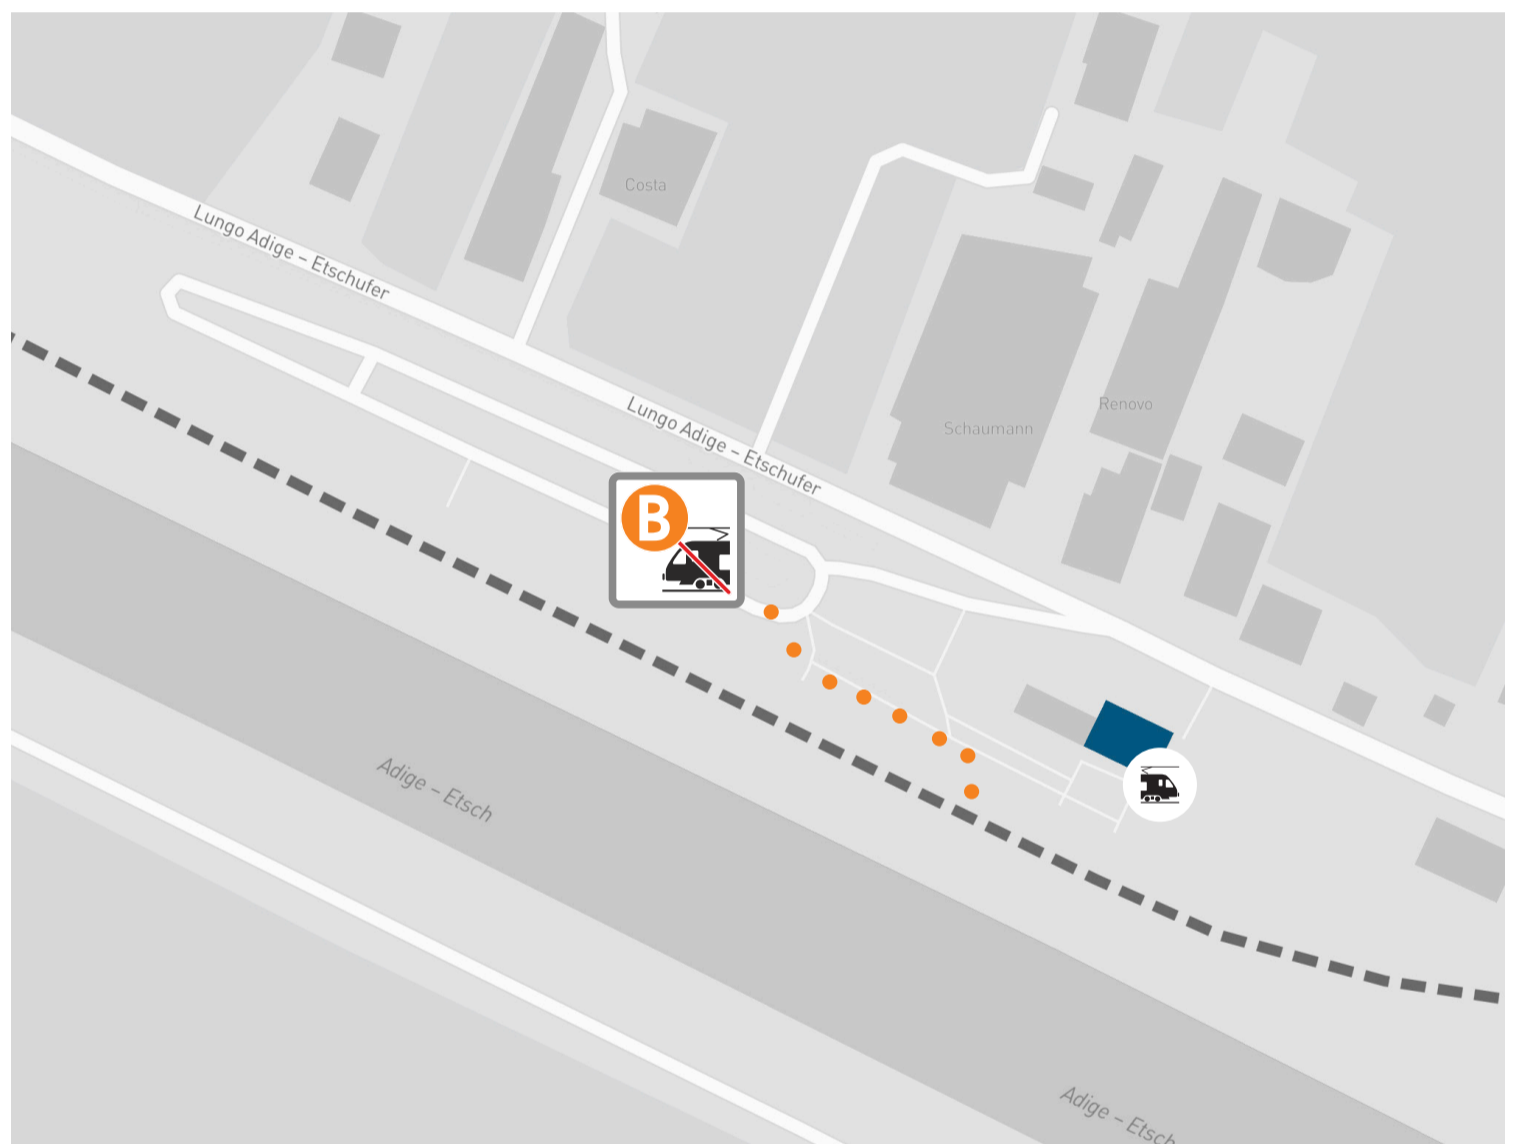 Costa
Lungo Adige – Etschufer
Lungo Adige – Etschufer
Renovo
Schaumann
B
Adige – Etsch
Adige – Etsch